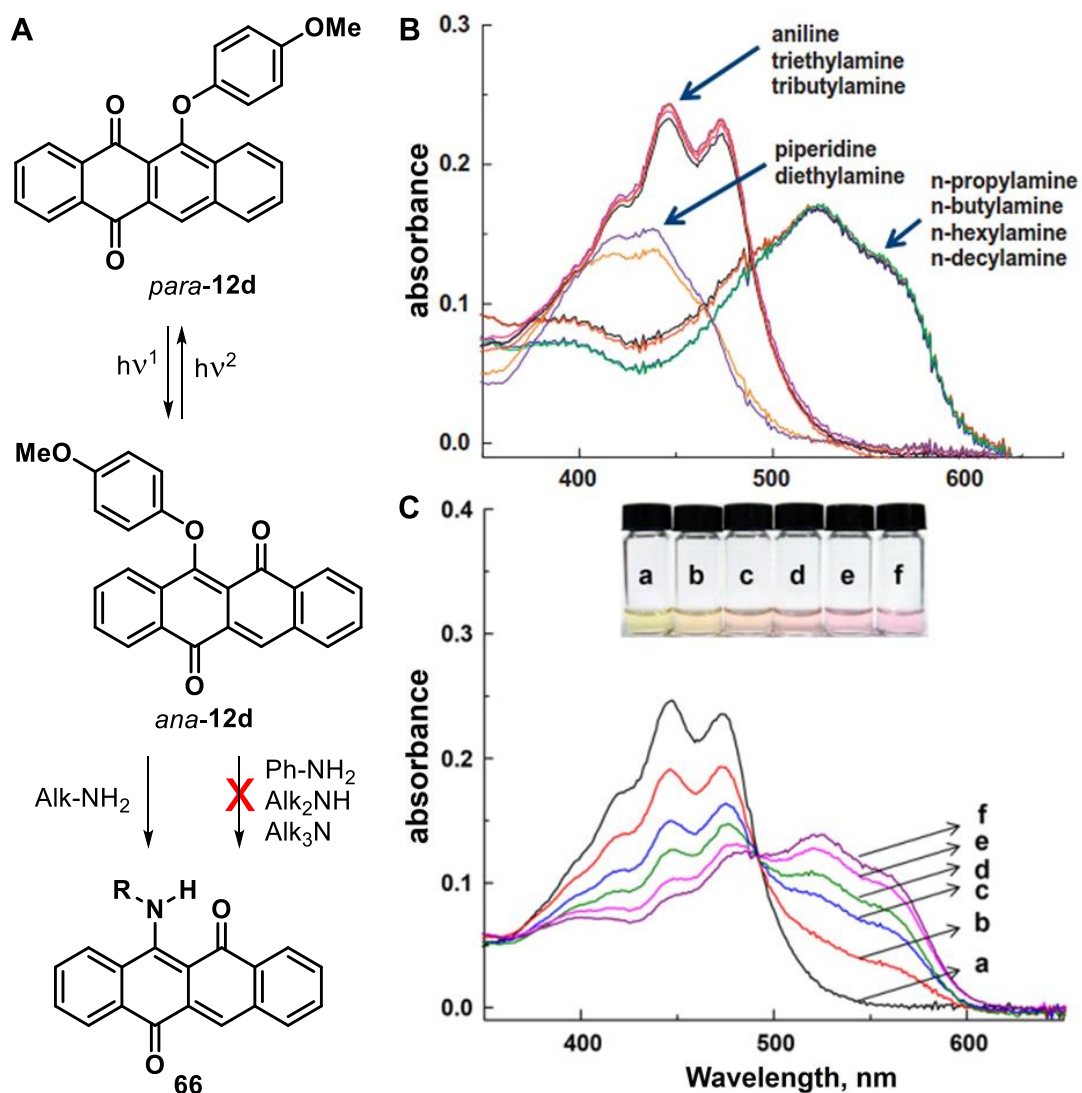 A
OMe
O
O
O
para-12d
hν¹
hν²
MeO
O
O
O
ana-12d
Alk-NH₂
X
Ph-NH₂
Alk₂NH
Alk₃N
R
H
N
O
O
66
B
0.3
0.2
0.1
0.0
absorbance
aniline
triethylamine
tributylamine
piperidine
diethylamine
n-propylamine
n-butylamine
n-hexylamine
n-decylamine
400
500
600
C
0.4
0.3
0.2
0.1
0.0
absorbance
a b c d e f
f
e
d
c
b
a
400
500
600
Wavelength, nm